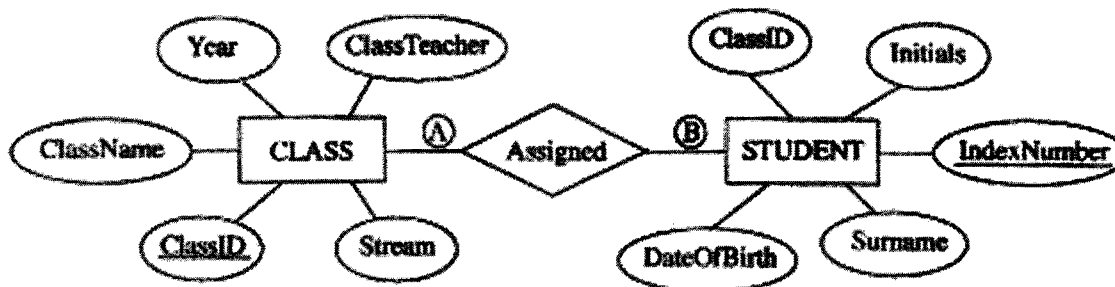 Year
ClassTeacher
ClassID
Initials
ClassName
CLASS
A
Assigned
B
STUDENT
IndexNumber
ClassID
Stream
DateOfBirth
Surname